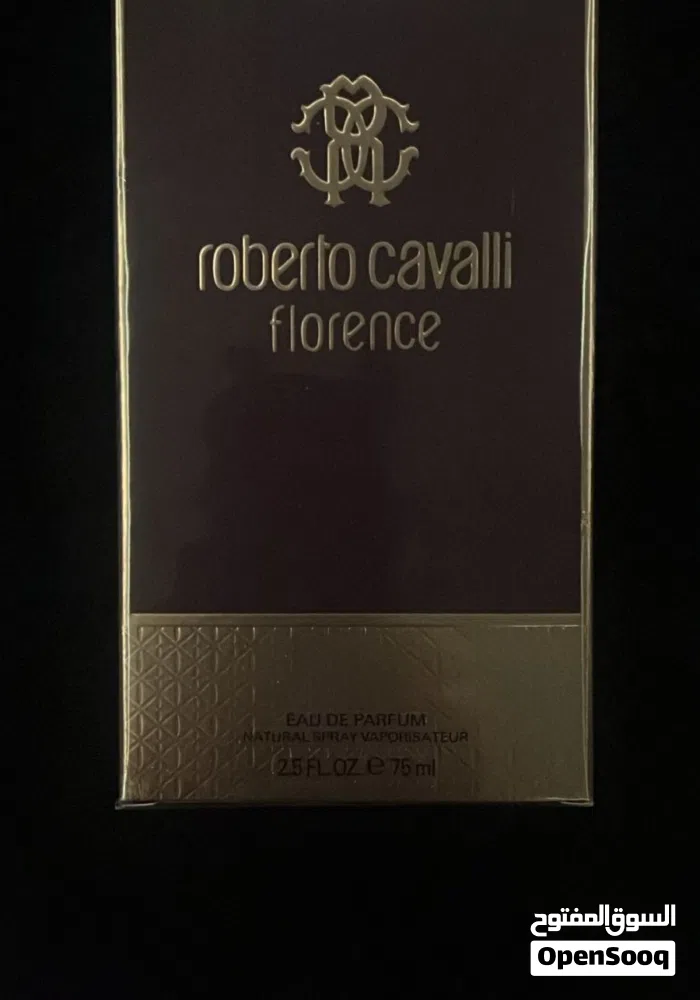 roberto cavalli
florence
EAU DE PARFUM
NATURAL SPRAY VAPORISATEUR
2.5 FL.OZ. e 75 ml
السوق المفتوح
OpenSooq